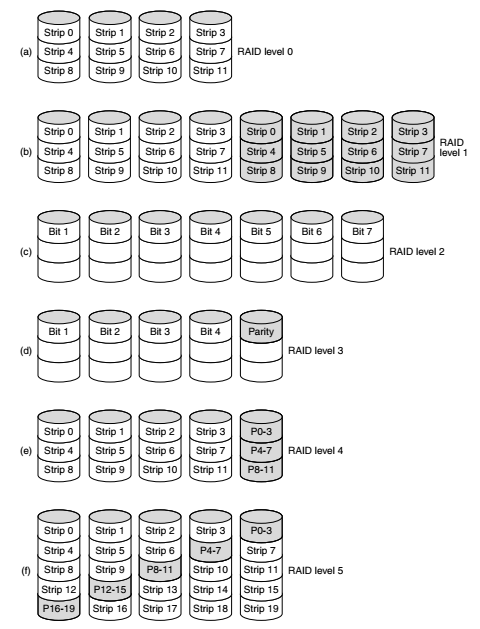 Strip 0 Strip 1 Strip 2 Strip 3
(a) Strip 4 Strip 5 Strip 6 Strip 7 RAID level 0
Strip 8 Strip 9 Strip 10 Strip 11
Strip 0 Strip 1 Strip 2 Strip 3 Strip 0 Strip 1 Strip 2 Strip 3
(b) Strip 4 Strip 5 Strip 6 Strip 7 Strip 4 Strip 5 Strip 6 Strip 7 RAID level 1
Strip 8 Strip 9 Strip 10 Strip 11 Strip 8 Strip 9 Strip 10 Strip 11
Bit 1 Bit 2 Bit 3 Bit 4 Bit 5 Bit 6 Bit 7
(c) RAID level 2
Bit 1 Bit 2 Bit 3 Bit 4 Parity
(d) RAID level 3
Strip 0 Strip 1 Strip 2 Strip 3 P0-3
(e) Strip 4 Strip 5 Strip 6 Strip 7 P4-7 RAID level 4
Strip 8 Strip 9 Strip 10 Strip 11 P8-11
Strip 0 Strip 1 Strip 2 Strip 3 P0-3
Strip 4 Strip 5 Strip 6 P4-7 Strip 7
(f) Strip 8 Strip 9 P8-11 Strip 10 Strip 11 RAID level 5
Strip 12 P12-15 Strip 13 Strip 14 Strip 15
P16-19 Strip 16 Strip 17 Strip 18 Strip 19